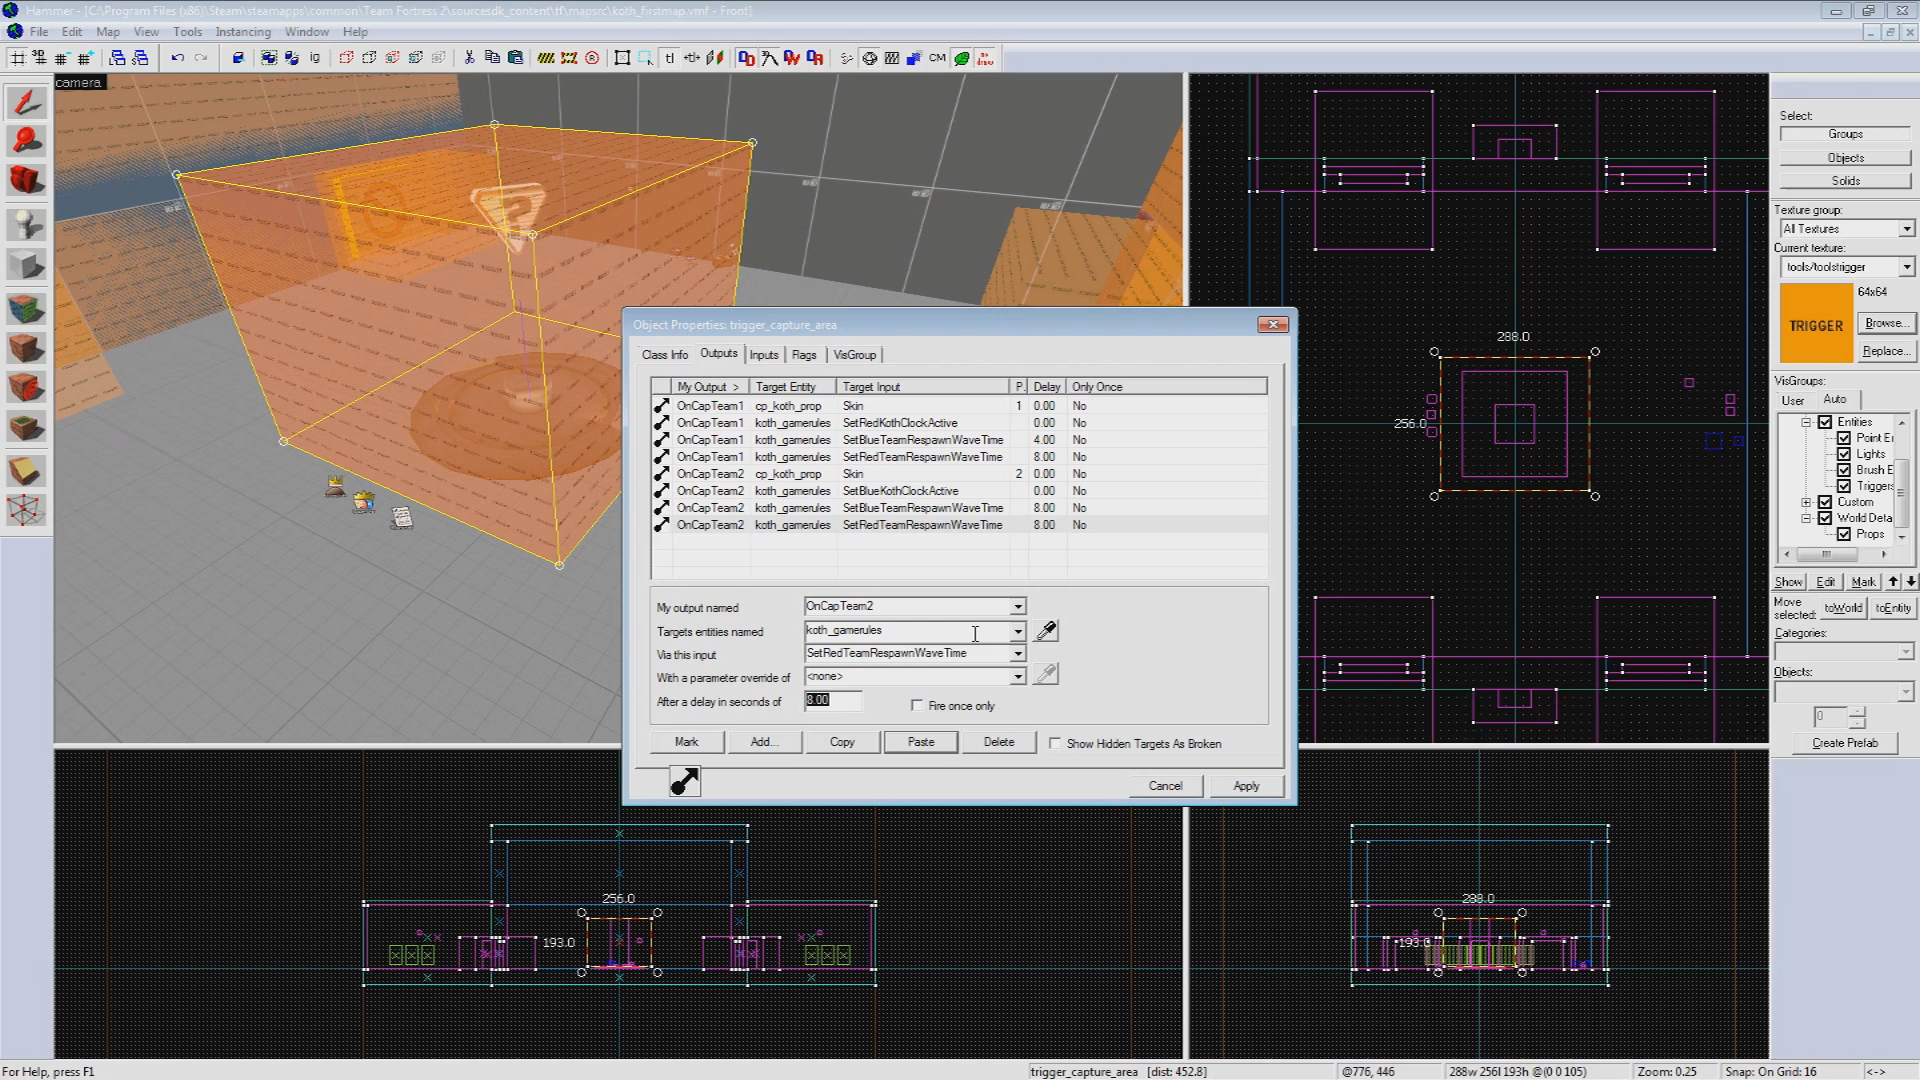 Hammer - [C:\Program Files (x86)\Steam\steamapps\common\Team Fortress 2\sourcesdk_content\tf\mapsrc\koth_firstmap.vmf - Front]
File Edit Map View Tools Instancing Window Help
camera
Select:
Groups
Objects
Solids
Texture group:
All Textures
Current texture:
tools/toolstrigger
64x64
TRIGGER
Browse...
Replace...
VisGroups:
User Auto
Entities
Point E
Lights
Brush E
Triggers
Custom
World Deta
Props
Show Edit Mark
Move selected: toWorld toEntity
Categories:
Objects:
0
Create Prefab
288.0
256.0
Object Properties: trigger_capture_area
Class Info Outputs Inputs Flags VisGroup
My Output > Target Entity Target Input P. Delay Only Once
OnCapTeam1 cp_koth_prop Skin 1 0.00 No
OnCapTeam1 koth_gamerules SetRedKothClockActive 0.00 No
OnCapTeam1 koth_gamerules SetBlueTeamRespawnWaveTime 4.00 No
OnCapTeam1 koth_gamerules SetRedTeamRespawnWaveTime 8.00 No
OnCapTeam2 cp_koth_prop Skin 2 0.00 No
OnCapTeam2 koth_gamerules SetBlueKothClockActive 0.00 No
OnCapTeam2 koth_gamerules SetBlueTeamRespawnWaveTime 8.00 No
OnCapTeam2 koth_gamerules SetRedTeamRespawnWaveTime 8.00 No
My output named OnCapTeam2
Targets entities named koth_gamerules
Via this input SetRedTeamRespawnWaveTime
With a parameter override of <none>
After a delay in seconds of 8.00 Fire once only
Mark Add... Copy Paste Delete Show Hidden Targets As Broken
Cancel Apply
256.0
193.0
288.0
193.0
For Help, press F1
trigger_capture_area [dist: 452.8]
@776, 446
288w 256l 193h @(0 0 105)
Zoom: 0.25
Snap: On Grid: 16
<->